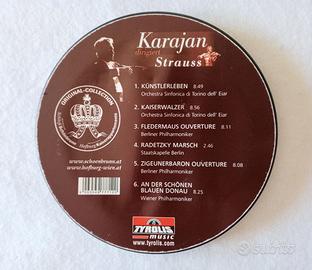 Karajan
dirigiert
Strauss
ORIGINAL-COLLECTION
www.schoenbrunn.at
www.hofburg-wien.at
1. KÜNSTLERLEBEN 8.49
Orchestra Sinfonica di Torino dell' Eiar
2. KAISERWALZER 8.56
Orchestra Sinfonica di Torino dell' Eiar
3. FLEDERMAUS OUVERTURE 8.11
Berliner Philharmoniker
4. RADETZKY MARSCH 2.46
Staatskapelle Berlin
5. ZIGEUNERBARON OUVERTURE 8.08
Berliner Philharmoniker
6. AN DER SCHÖNEN
BLAUEN DONAU 8.25
Wiener Philharmoniker
TYROLIS
music
www.tyrolis.com
subito